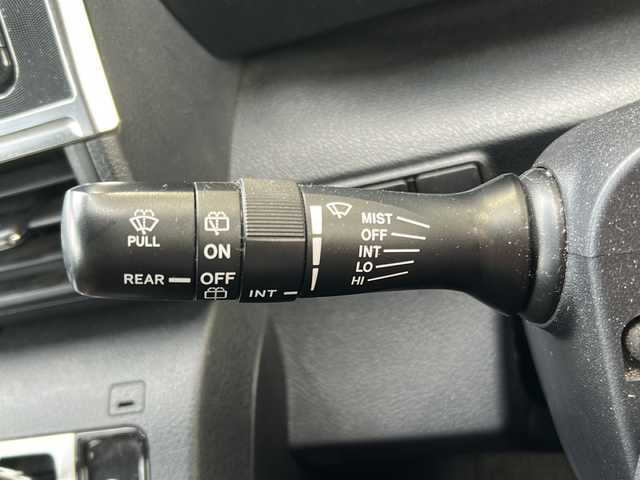 PULL
REAR
ON
OFF
INT
MIST
OFF
INT
LO
HI